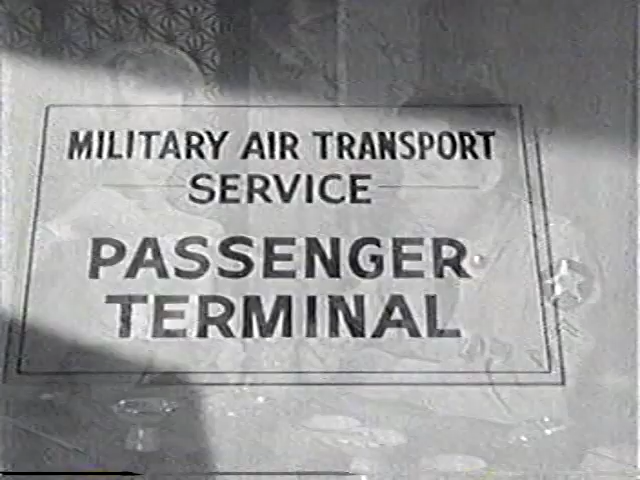 MILITARY AIR TRANSPORT
SERVICE
PASSENGER
TERMINAL